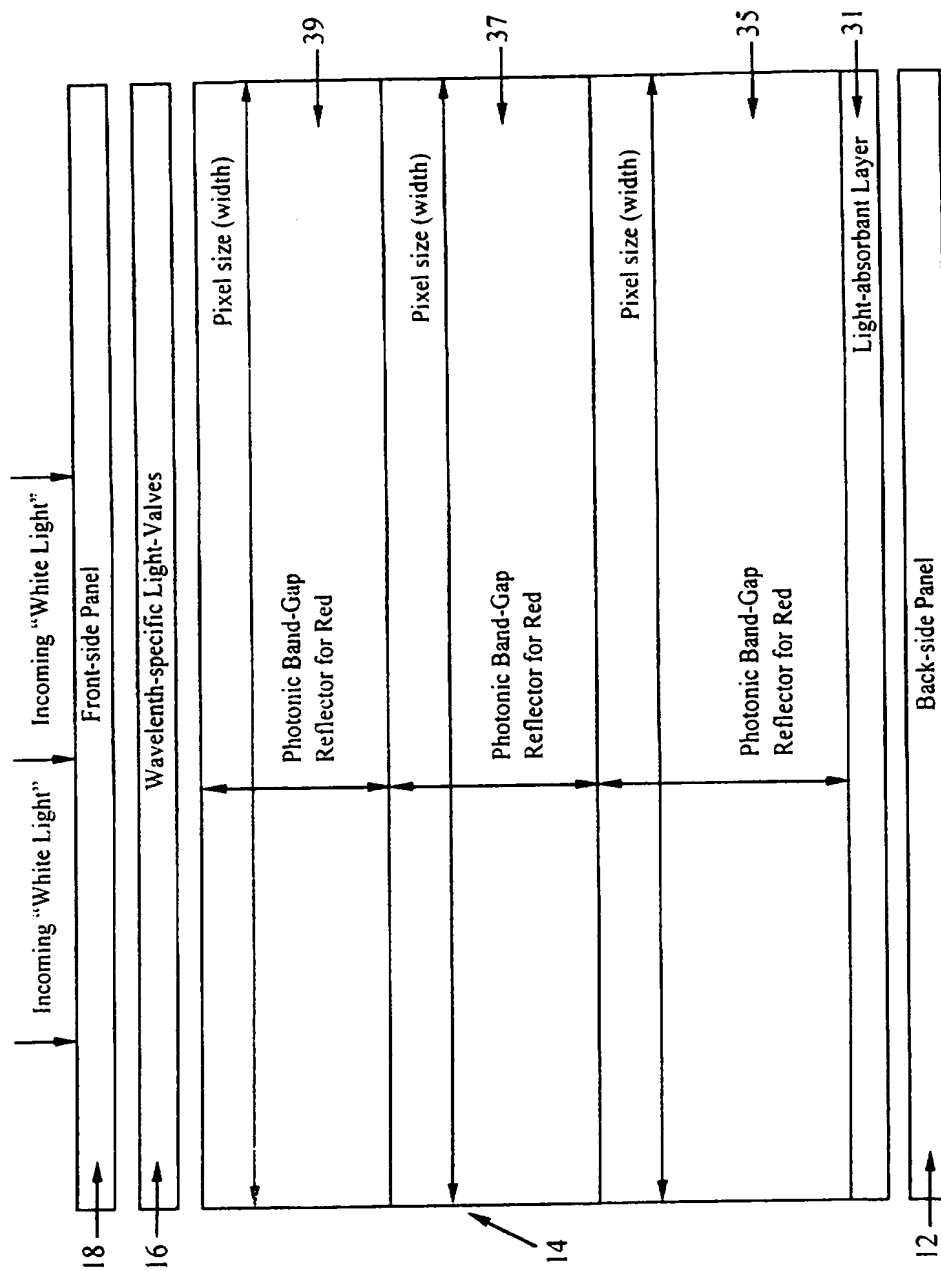 Incoming "White Light"
Incoming "White Light"
18
Front-side Panel
16
Wavelenth-specific Light-Valves
Pixel size (width)
39
Photonic Band-Gap
Reflector for Red
Pixel size (width)
37
Photonic Band-Gap
Reflector for Red
14
Pixel size (width)
35
Photonic Band-Gap
Reflector for Red
Light-absorbant Layer
31
12
Back-side Panel